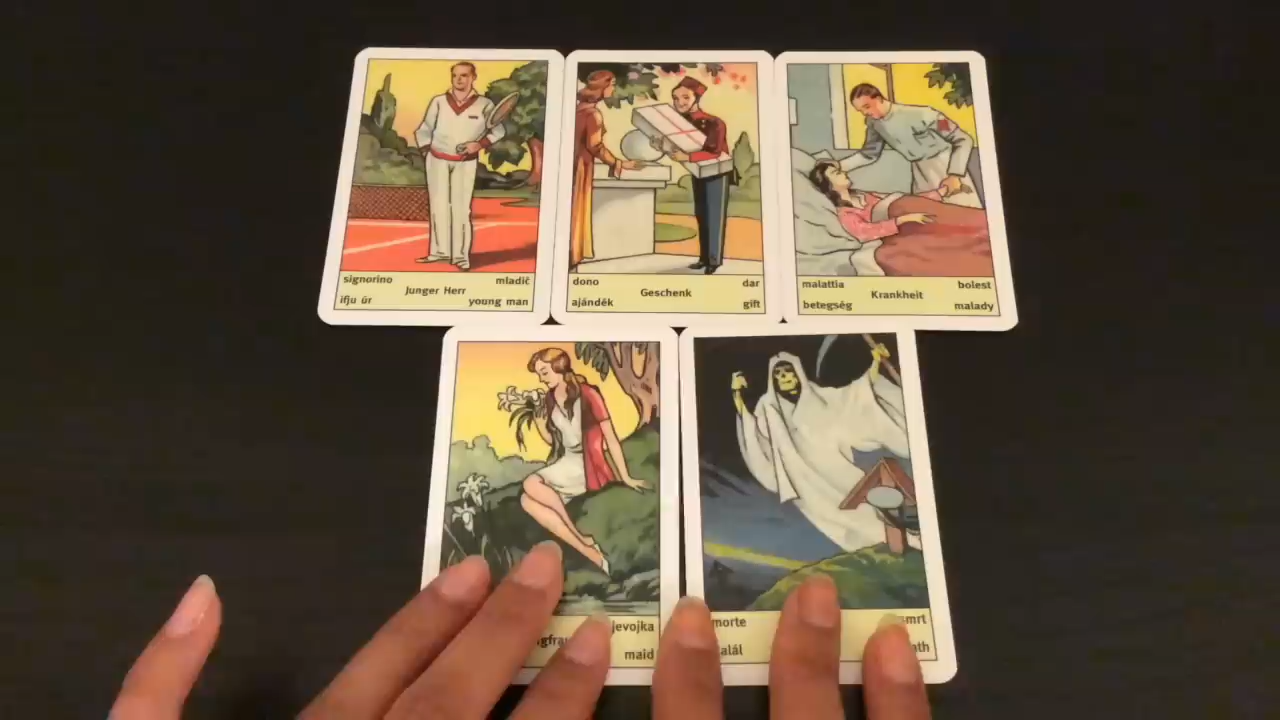 signorino mladič
Junger Herr
ifju úr young man
dono dar
Geschenk
ajándék gift
malattia bolest
Krankheit
betegség malady
maid
morte